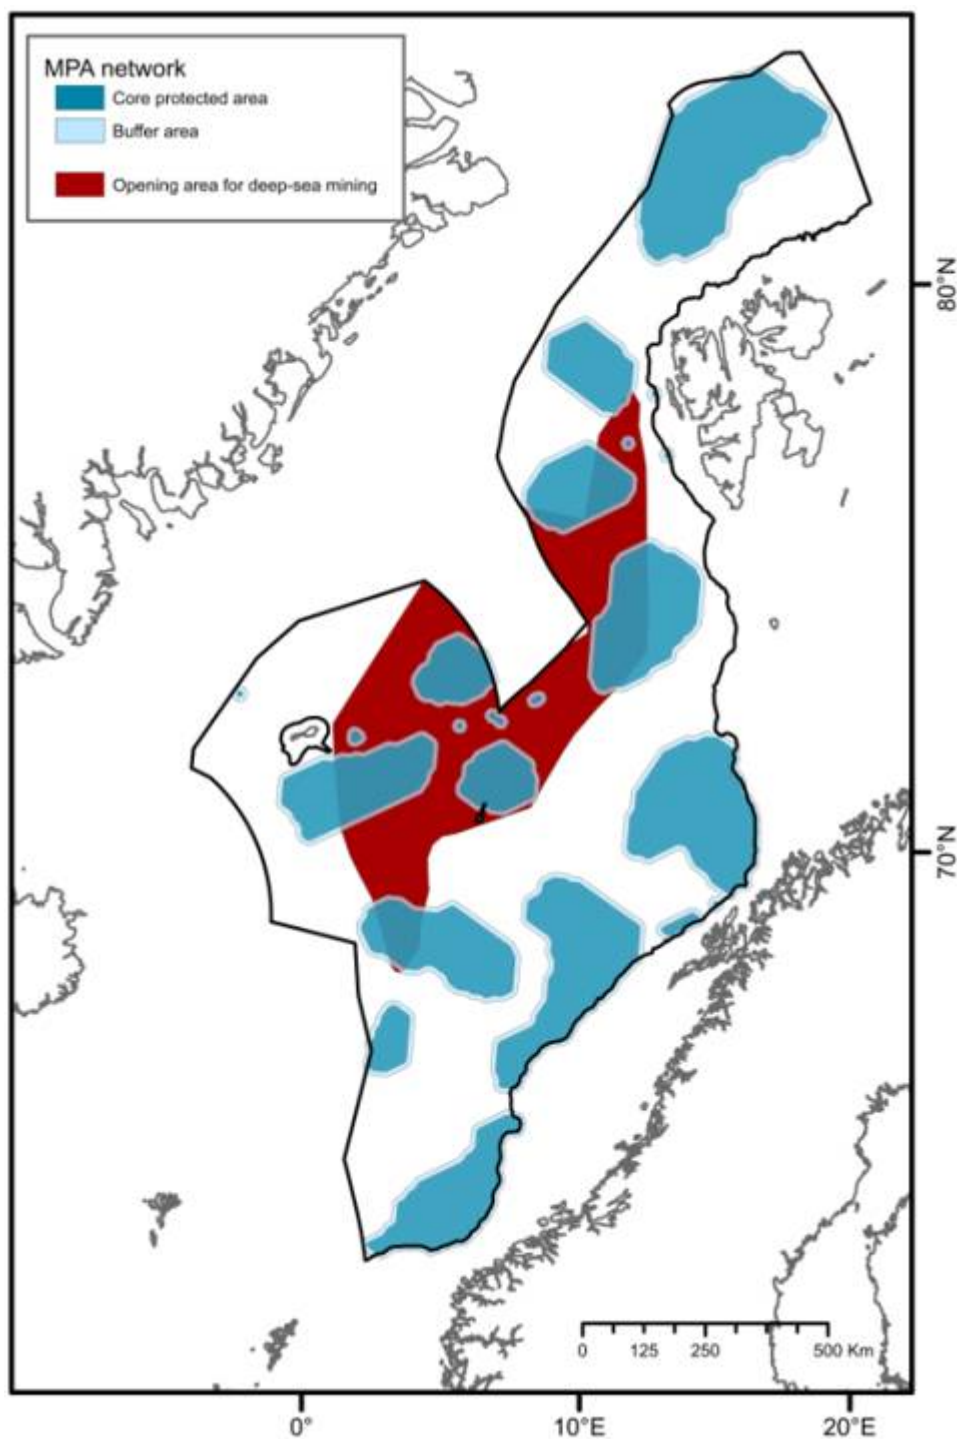 MPA network
Core protected area
Buffer area
Opening area for deep-sea mining
80°N
70°N
0 125 250 500 Km
0° 10°E 20°E